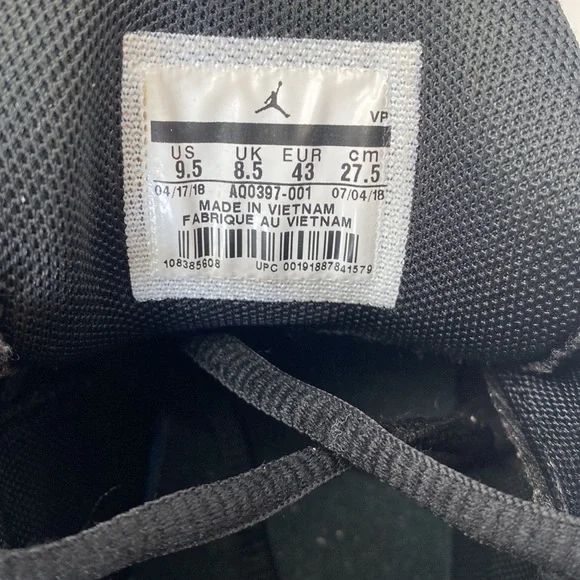 VP
US UK EUR cm
9.5 8.5 43 27.5
04/17/18 AQ0397-001 07/04/18
MADE IN VIETNAM
FABRIQUE AU VIETNAM
108385608 UPC 00191887841579